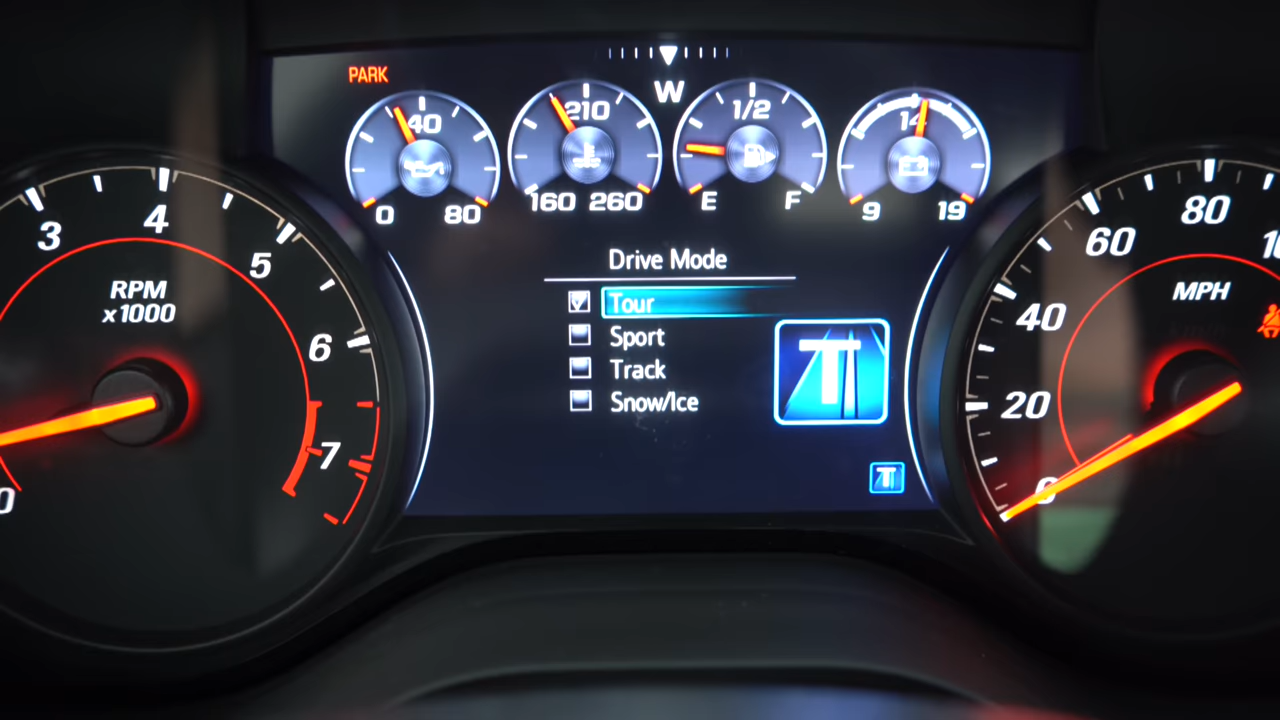 PARK
W
40
0 80
210
160 260
1/2
E F
14
9 19
3
4
5
6
7
0
RPM
x1000
Drive Mode
Tour
Sport
Track
Snow/Ice
T
T
0
20
40
60
80
MPH